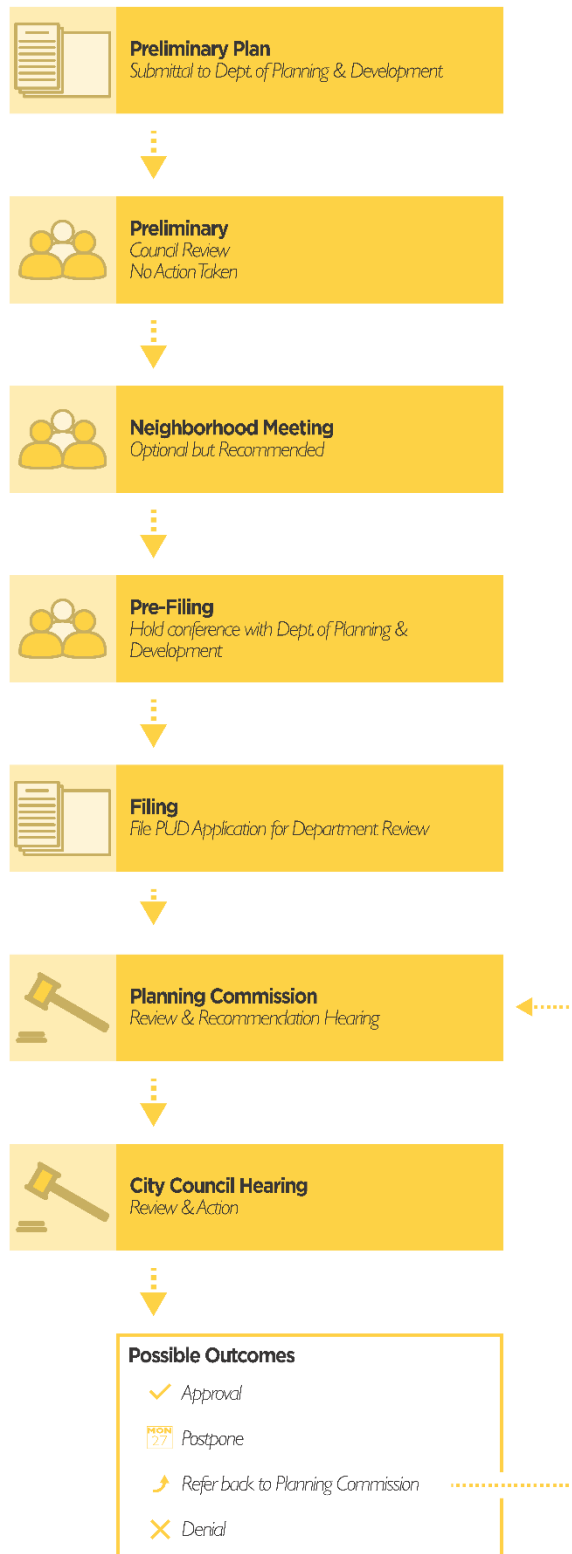 Preliminary Plan
Submittal to Dept. of Planning & Development
Preliminary
Council Review
No Action Taken
Neighborhood Meeting
Optional but Recommended
Pre-Filing
Hold conference with Dept. of Planning &
Development
Filing
File PUD Application for Department Review
Planning Commission
Review & Recommendation Hearing
City Council Hearing
Review & Action
Possible Outcomes
Approval
MON
27
Postpone
Refer back to Planning Commission
Denial